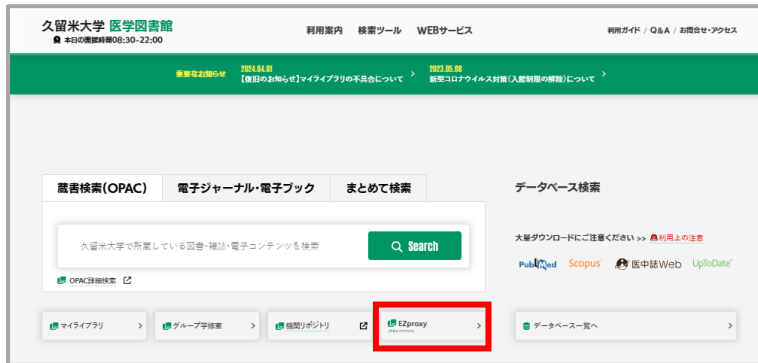 久留米大学 医学図書館
本日の開館時間08:30-22:00
利用案内 検索ツール WEBサービス
利用ガイド / Q&A / お問合せ・アクセス
重要なお知らせ
2024.04.01
【復旧のお知らせ】マイライブラリの不具合について >
2023.05.08
新型コロナウイルス対策(入館制限の解除)について >
蔵書検索(OPAC) 電子ジャーナル・電子ブック まとめて検索
データベース検索
久留米大学で所蔵している図書・雑誌・電子コンテンツを検索
Search
大量ダウンロードにご注意ください >> 利用上の注意
PubMed Scopus 医中誌Web UpToDate
OPAC詳細検索
マイライブラリ >
グループ学修室 >
機関リポジトリ
EZproxy >
データベース一覧へ >